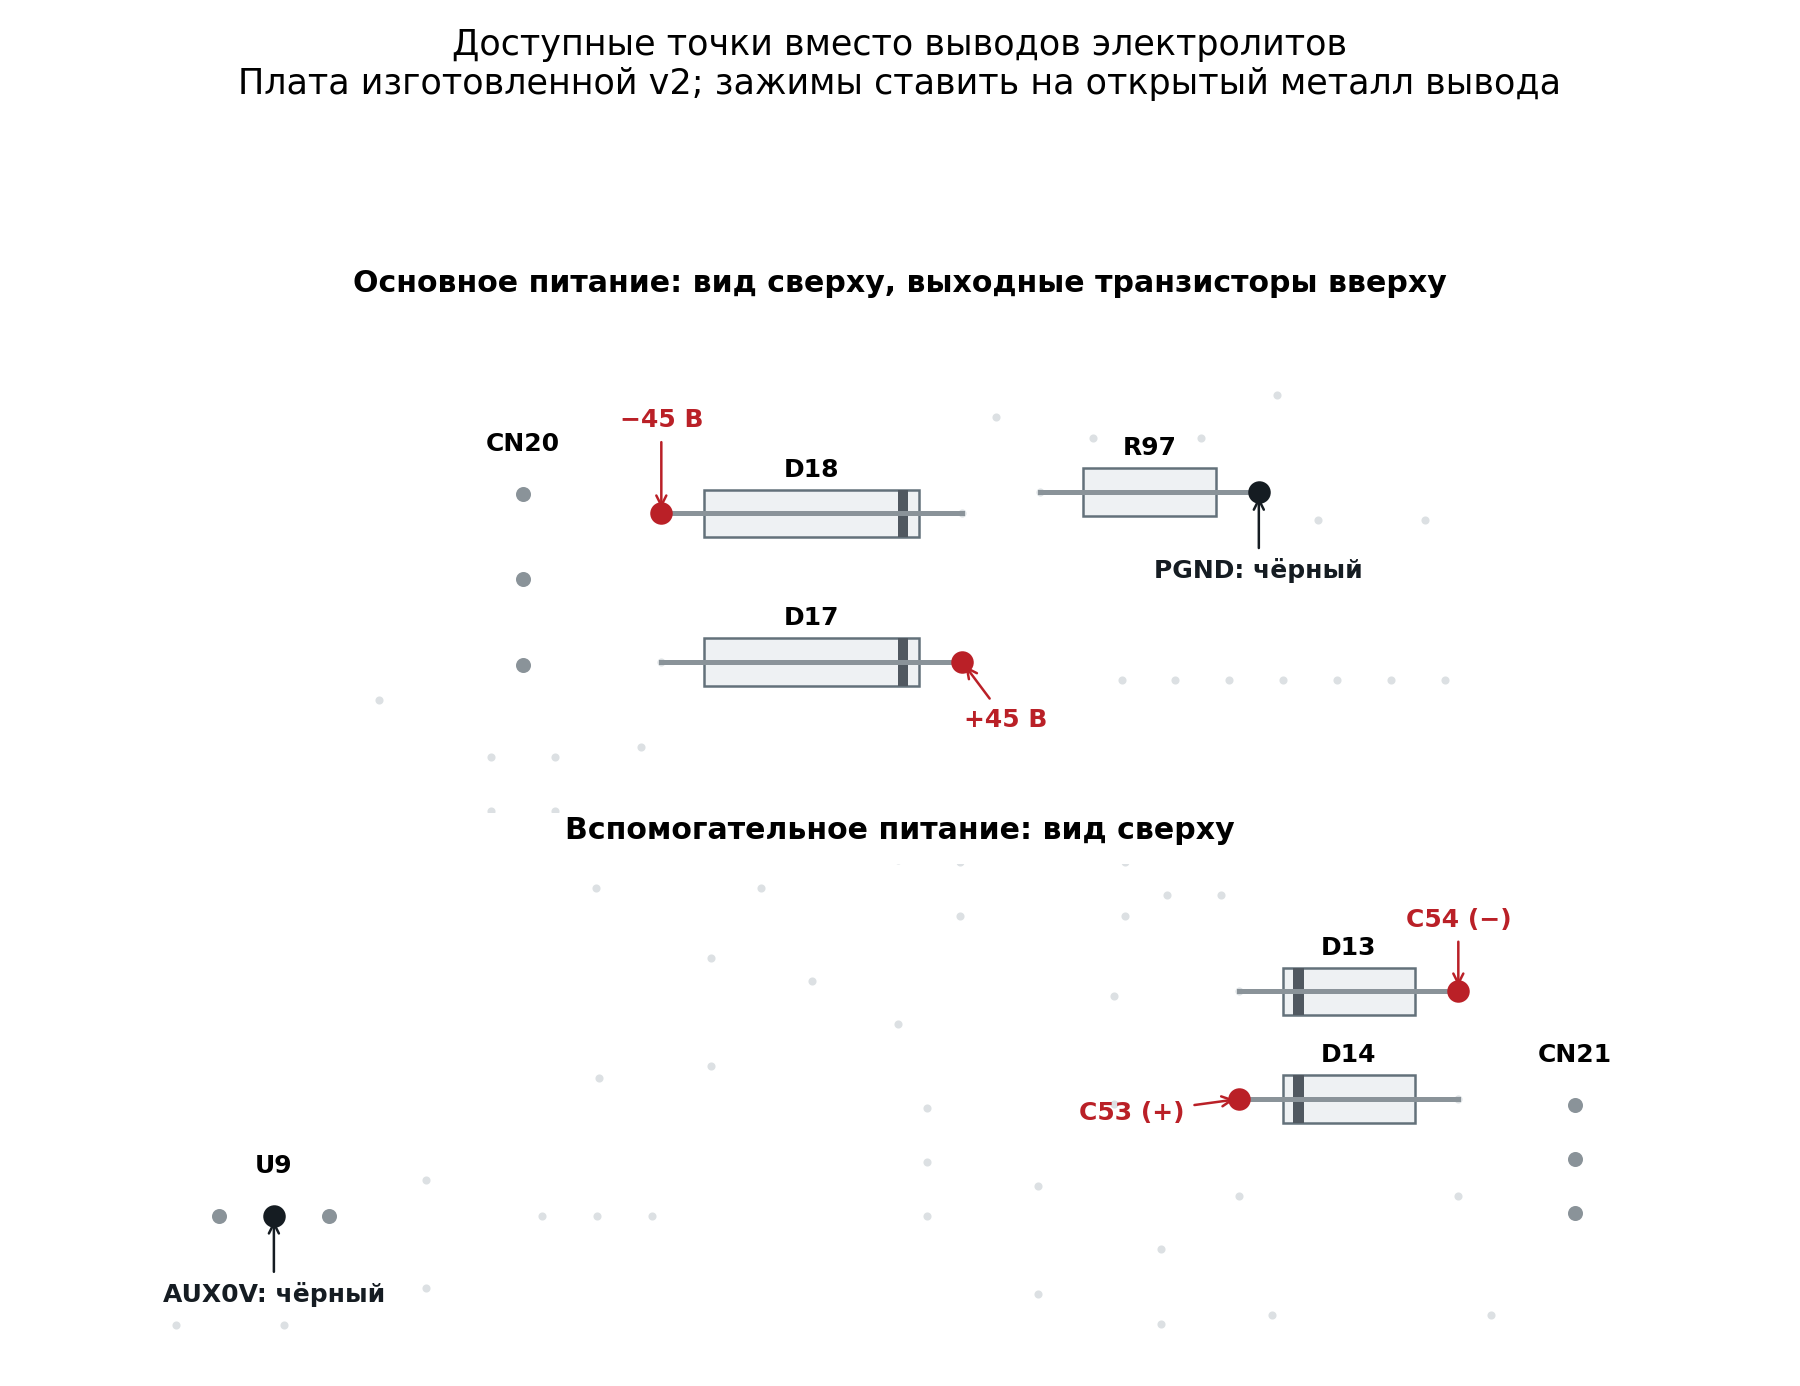 Доступные точки вместо выводов электролитов
Плата изготовленной v2; зажимы ставить на открытый металл вывода
Основное питание: вид сверху, выходные транзисторы вверху
−45 В
CN20
D18
R97
PGND: чёрный
D17
+45 В
Вспомогательное питание: вид сверху
C54 (−)
D13
D14
CN21
C53 (+)
U9
AUX0V: чёрный